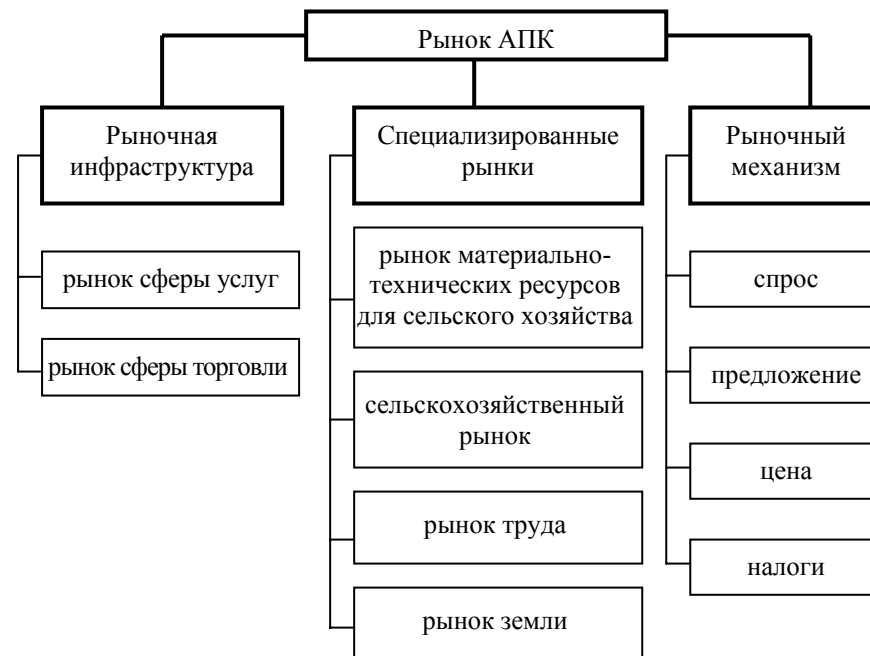 Рынок АПК
Рыночная
инфраструктура
рынок сферы услуг
рынок сферы торговли
Специализированные
рынки
рынок материально-
технических ресурсов
для сельского хозяйства
сельскохозяйственный
рынок
рынок труда
рынок земли
Рыночный
механизм
спрос
предложение
цена
налоги